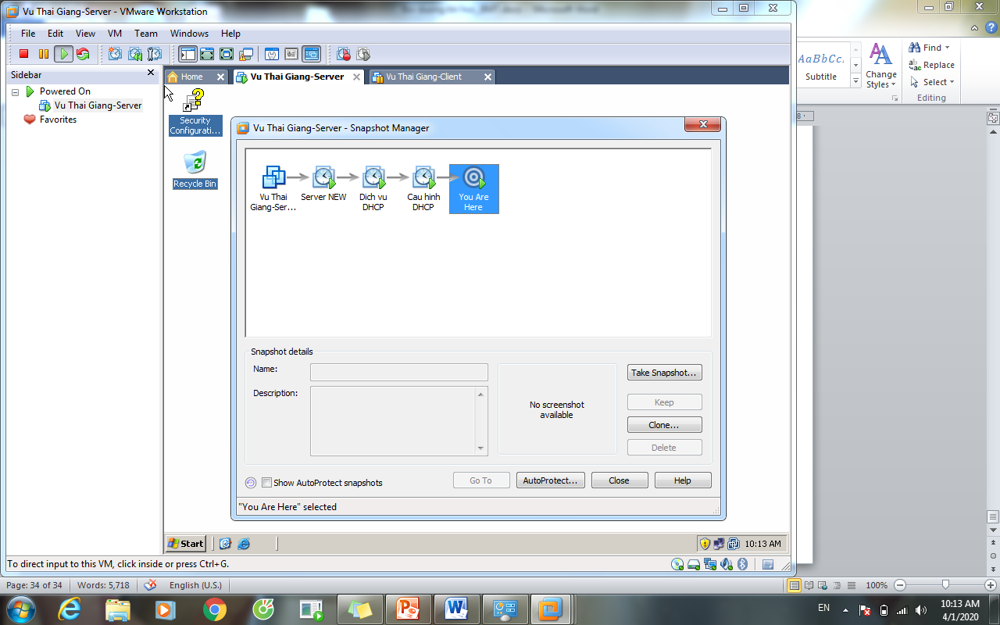 Vu Thai Giang-Server - VMware Workstation
File Edit View VM Team Windows Help
Sidebar
Powered On
Vu Thai Giang-Server
Favorites
Home
Vu Thai Giang-Server
Vu Thai Giang-Client
Security
Configurati...
Recycle Bin
Vu Thai Giang-Server - Snapshot Manager
Vu Thai
Giang-Ser...
Server NEW
Dich vu
DHCP
Cau hinh
DHCP
You Are
Here
Snapshot details
Name:
Description:
No screenshot
available
Take Snapshot...
Keep
Clone...
Delete
Show AutoProtect snapshots
Go To
AutoProtect...
Close
Help
"You Are Here" selected
Start
10:13 AM
To direct input to this VM, click inside or press Ctrl+G.
AaBbCc
Subtitle
Change
Styles
Find
Replace
Select
Editing
8
Page: 34 of 34
Words: 5,718
English (U.S.)
100%
EN
10:13 AM
4/1/2020